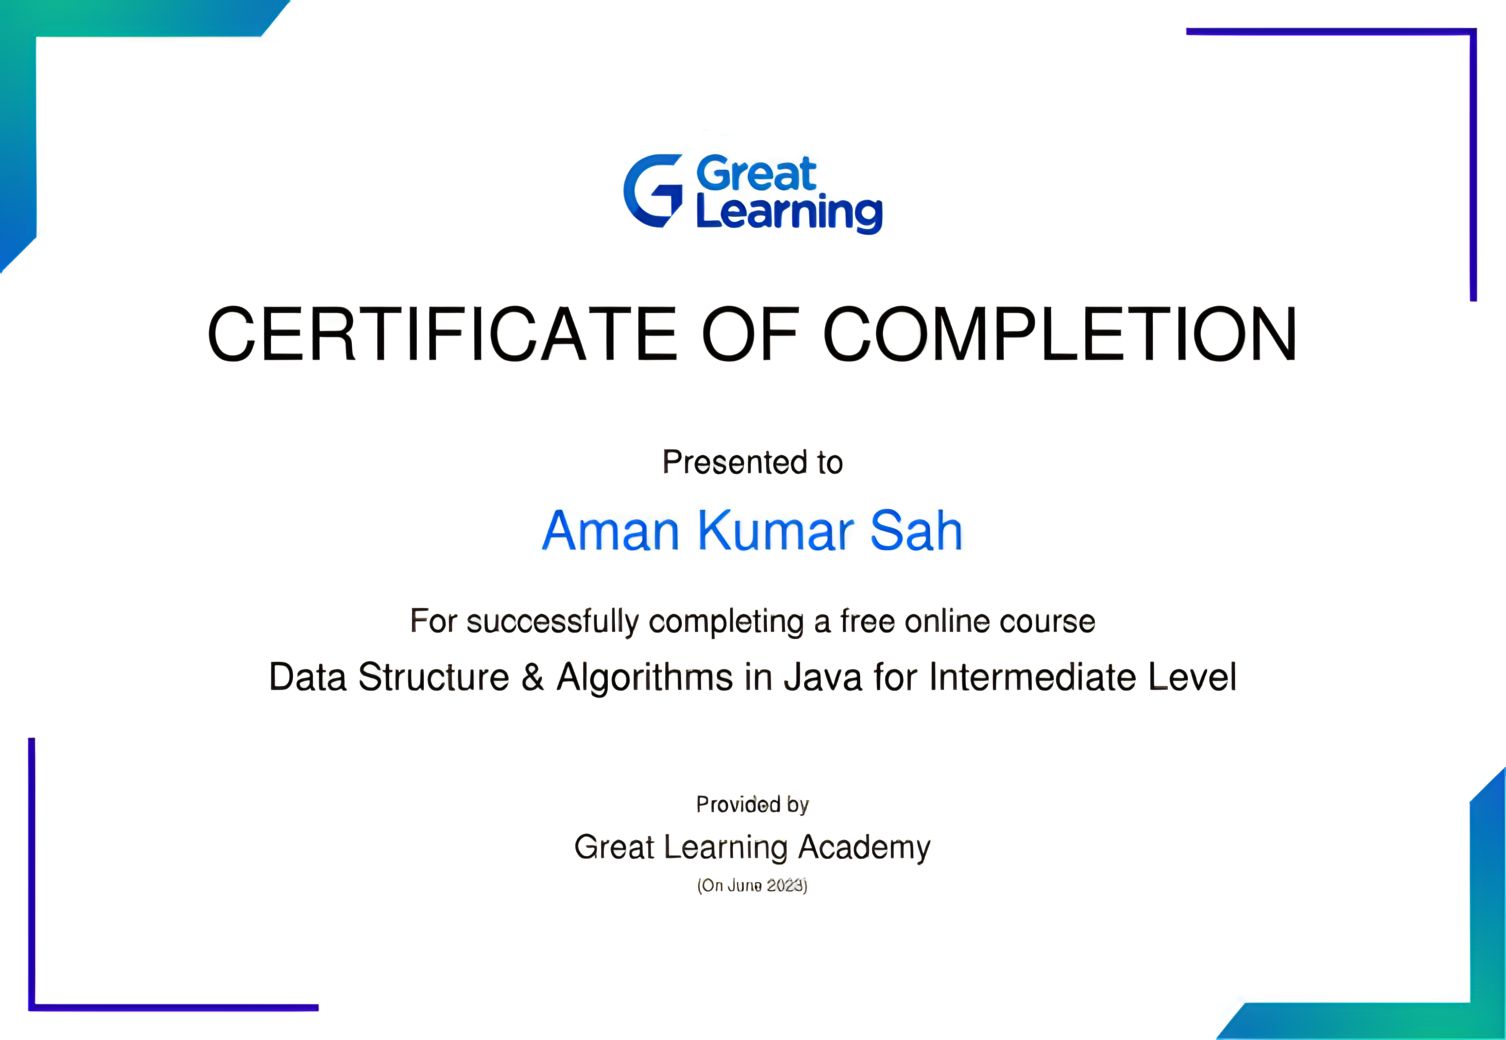 Great
Learning
CERTIFICATE OF COMPLETION
Presented to
Aman Kumar Sah
For successfully completing a free online course
Data Structure & Algorithms in Java for Intermediate Level
Provided by
Great Learning Academy
(On June 2023)